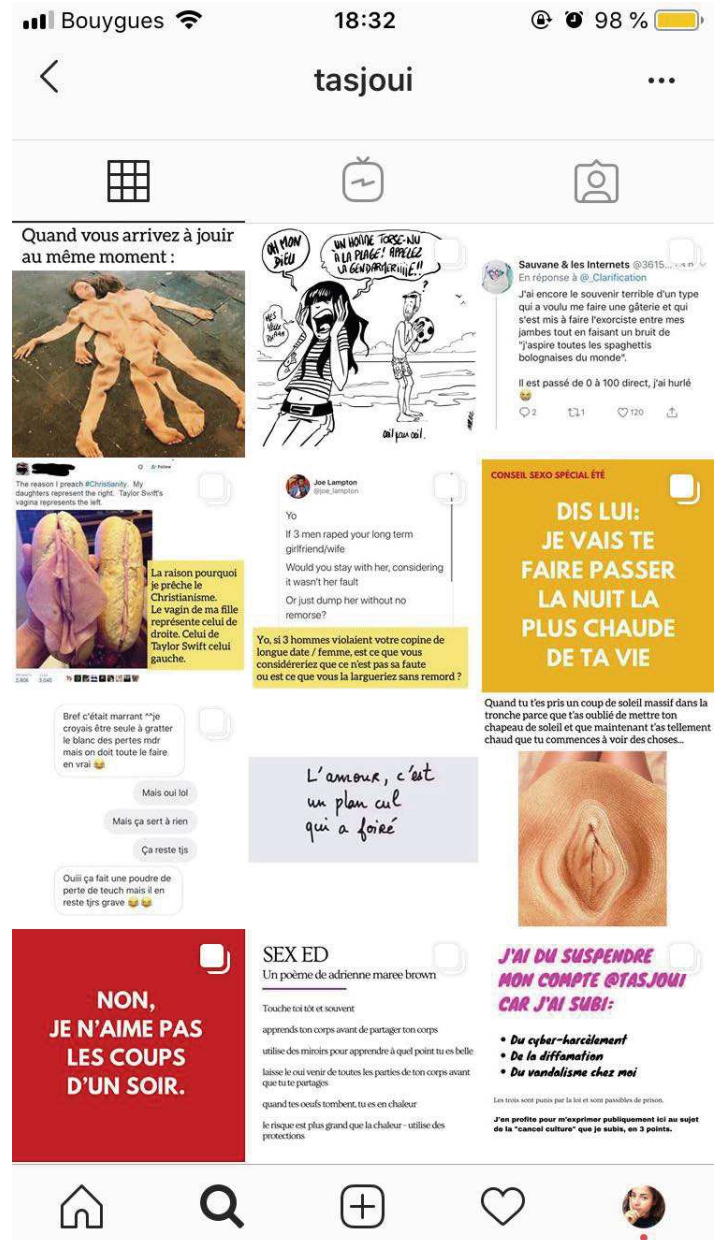 Bouygues 18:32 98 %
tasjoui
Quand vous arrivez à jouir
au même moment :
OH MON
DIEU
UN HOMME TORSE-NU
À LA PLAGE! APPELEZ
LA GENDARMERIIIIE!!
MES
YEUX
?
œil pour œil.
Sauvane & les Internets @3615...
En réponse à @_Clarification
J'ai encore le souvenir terrible d'un type
qui a voulu me faire une gâterie et qui
s'est mis à faire l'exorciste entre mes
jambes tout en faisant un bruit de
"j'aspire toutes les spaghettis
bolognaises du monde".
Il est passé de 0 à 100 direct, j'ai hurlé
😂
2 1 120
Follow
The reason I preach #Christianity. My
daughters represent the right. Taylor Swift's
vagina represents the left.
La raison pourquoi
je prêche le
Christianisme.
Le vagin de ma fille
représente celui de
droite. Celui de
Taylor Swift celui
gauche.
Joe Lampton
@joe_lampton
Yo
If 3 men raped your long term
girlfriend/wife
Would you stay with her, considering
it wasn't her fault
Or just dump her without no
remorse?
Yo, si 3 hommes violaient votre copine de
longue date / femme, est ce que vous
considéreriez que ce n'est pas sa faute
ou est ce que vous la largueriez sans remord ?
CONSEIL SEXO SPÉCIAL ÉTÉ
DIS LUI:
JE VAIS TE
FAIRE PASSER
LA NUIT LA
PLUS CHAUDE
DE TA VIE
Bref c'était marrant ^^je
croyais être seule à gratter
le blanc des pertes mdr
mais on doit toute le faire
en vrai 😂
Mais oui lol
Mais ça sert à rien
Ça reste tjs
Ouiii ça fait une poudre de
perte de teuch mais il en
reste tjrs grave 😂😂
L'amour, c'est
un plan cul
qui a foiré
Quand tu t'es pris un coup de soleil massif dans la
tronche parce que t'as oublié de mettre ton
chapeau de soleil et que maintenant t'as tellement
chaud que tu commences à voir des choses...
NON,
JE N'AIME PAS
LES COUPS
D'UN SOIR.
SEX ED
Un poème de adrienne maree brown
Touche toi tôt et souvent
apprends ton corps avant de partager ton corps
utilise des miroirs pour apprendre à quel point tu es belle
laisse le oui venir de toutes les parties de ton corps avant
que tu te partages
quand tes oeufs tombent, tu es en chaleur
le risque est plus grand que la chaleur - utilise des
protections
J'AI DU SUSPENDRE
MON COMPTE @TASJOUI
CAR J'AI SUBI:
• Du cyber-harcèlement
• De la diffamation
• Du vandalisme chez moi
Les trois sont punis par la loi et sont passibles de prison.
J'en profite pour m'exprimer publiquement ici au sujet
de la "cancel culture" que je subis, en 3 points.